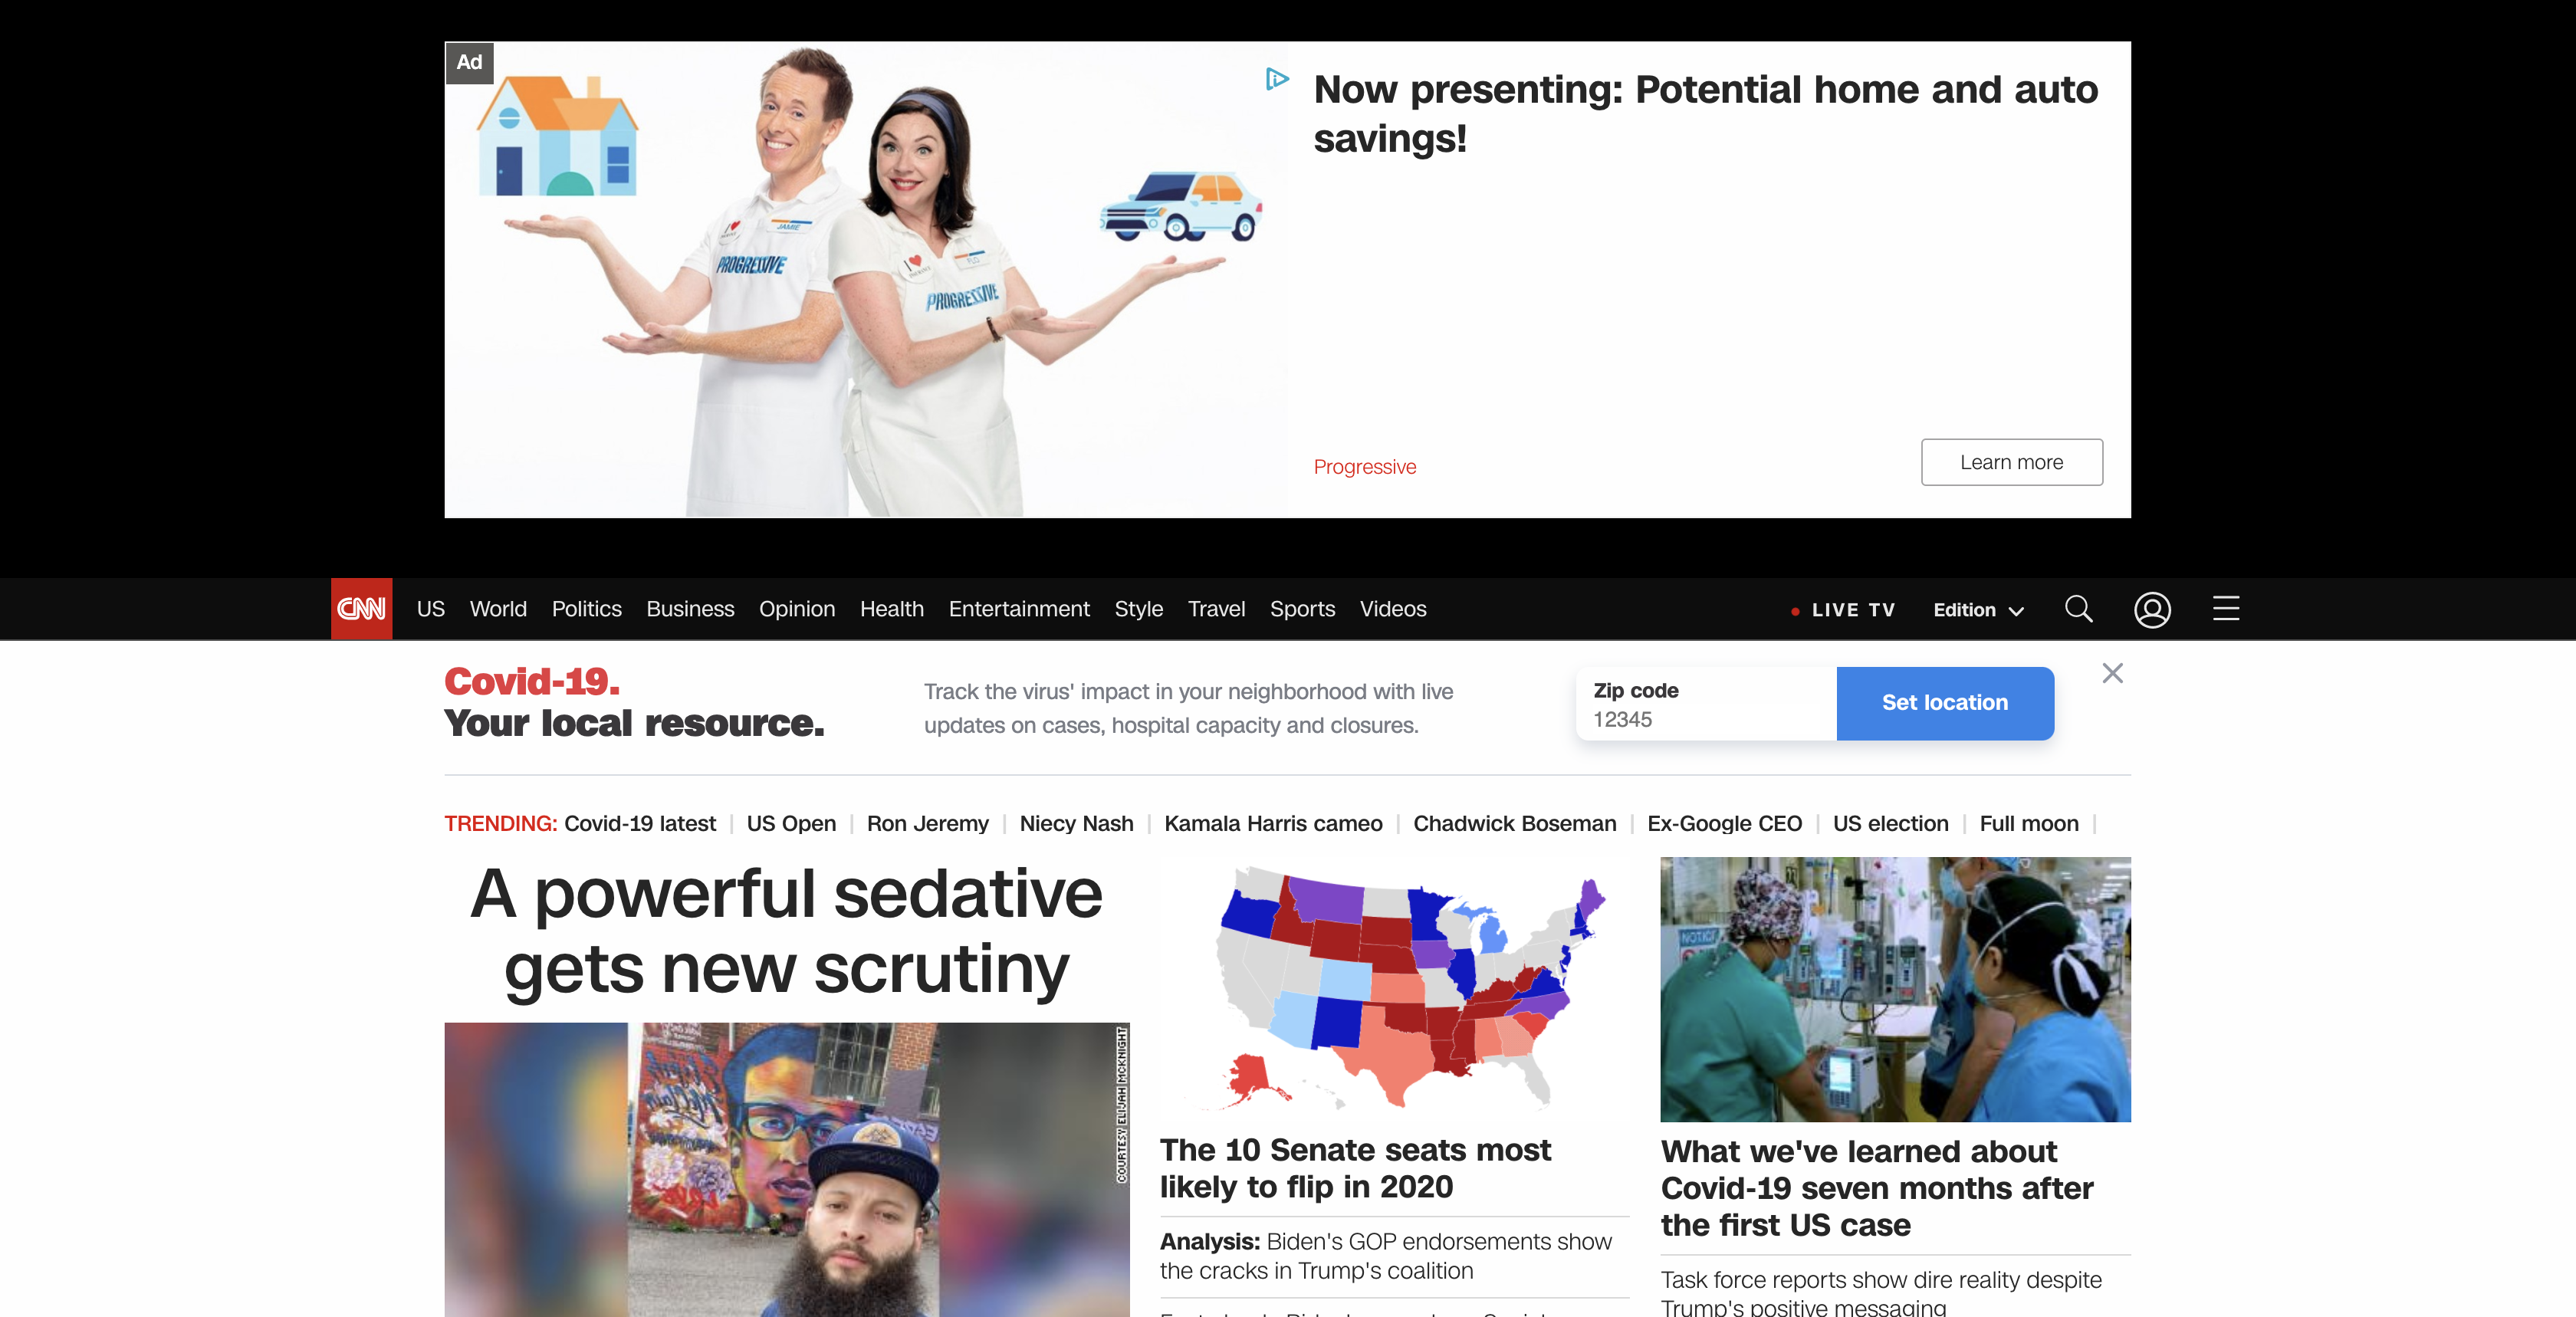 Ad
Now presenting: Potential home and auto
savings!
JAMIE
FLO
PROGRESSIVE
PROGRESSIVE
Progressive
Learn more
CNN
US World Politics Business Opinion Health Entertainment Style Travel Sports Videos
LIVE TV Edition
Covid-19.
Your local resource.
Track the virus' impact in your neighborhood with live
updates on cases, hospital capacity and closures.
Zip code
12345
Set location
TRENDING: Covid-19 latest | US Open | Ron Jeremy | Niecy Nash | Kamala Harris cameo | Chadwick Boseman | Ex-Google CEO | US election | Full moon |
A powerful sedative
gets new scrutiny
COURTESY ELIJAH MCKNIGHT
The 10 Senate seats most
likely to flip in 2020
Analysis: Biden's GOP endorsements show
the cracks in Trump's coalition
NOTICE
What we've learned about
Covid-19 seven months after
the first US case
Task force reports show dire reality despite
Trump's positive messaging